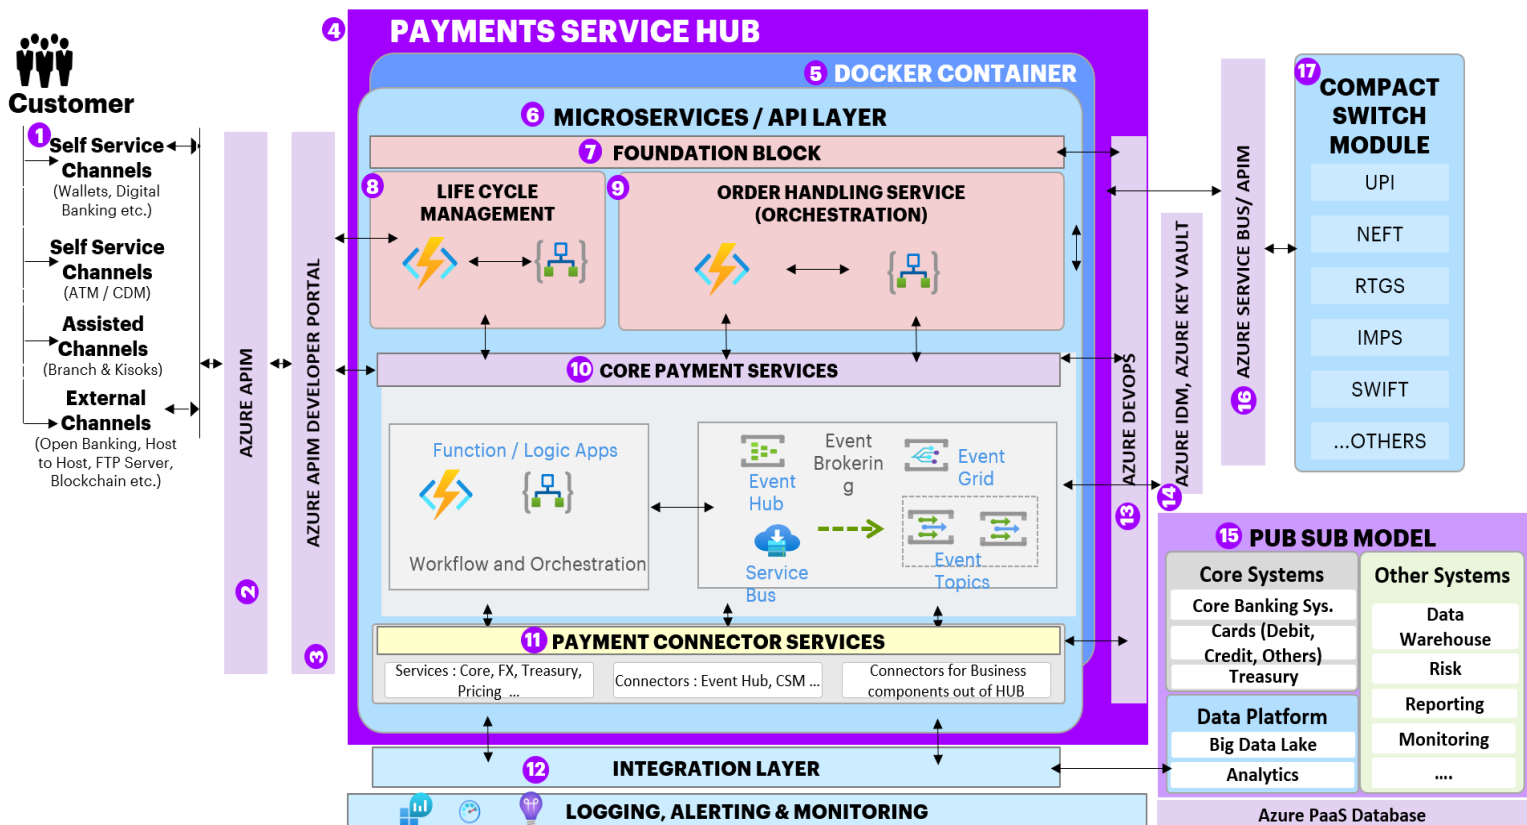 4 PAYMENTS SERVICE HUB
5 DOCKER CONTAINER
6 MICROSERVICES / API LAYER
7 FOUNDATION BLOCK
8 LIFE CYCLE
MANAGEMENT
9 ORDER HANDLING SERVICE
(ORCHESTRATION)
Customer
1 Self Service
Channels
(Wallets, Digital
Banking etc.)
Self Service
Channels
(ATM / CDM)
Assisted
Channels
(Branch & Kisoks)
External
Channels
(Open Banking, Host
to Host, FTP Server,
Blockchain etc.)
2 AZURE APIM
3 AZURE APIM DEVELOPER PORTAL
10 CORE PAYMENT SERVICES
Function / Logic Apps
Workflow and Orchestration
Event
Hub
Event
Brokerin
g
Event
Grid
Service
Bus
Event
Topics
11 PAYMENT CONNECTOR SERVICES
Services : Core, FX, Treasury,
Pricing ...
Connectors : Event Hub, CSM ...
Connectors for Business
components out of HUB
12 INTEGRATION LAYER
LOGGING, ALERTING & MONITORING
13 AZURE DEVOPS
14 AZURE IDM, AZURE KEY VAULT
16 AZURE SERVICE BUS/ APIM
17 COMPACT
SWITCH
MODULE
UPI
NEFT
RTGS
IMPS
SWIFT
...OTHERS
15 PUB SUB MODEL
Core Systems
Core Banking Sys.
Cards (Debit,
Credit, Others)
Treasury
Data Platform
Big Data Lake
Analytics
Other Systems
Data
Warehouse
Risk
Reporting
Monitoring
....
Azure PaaS Database